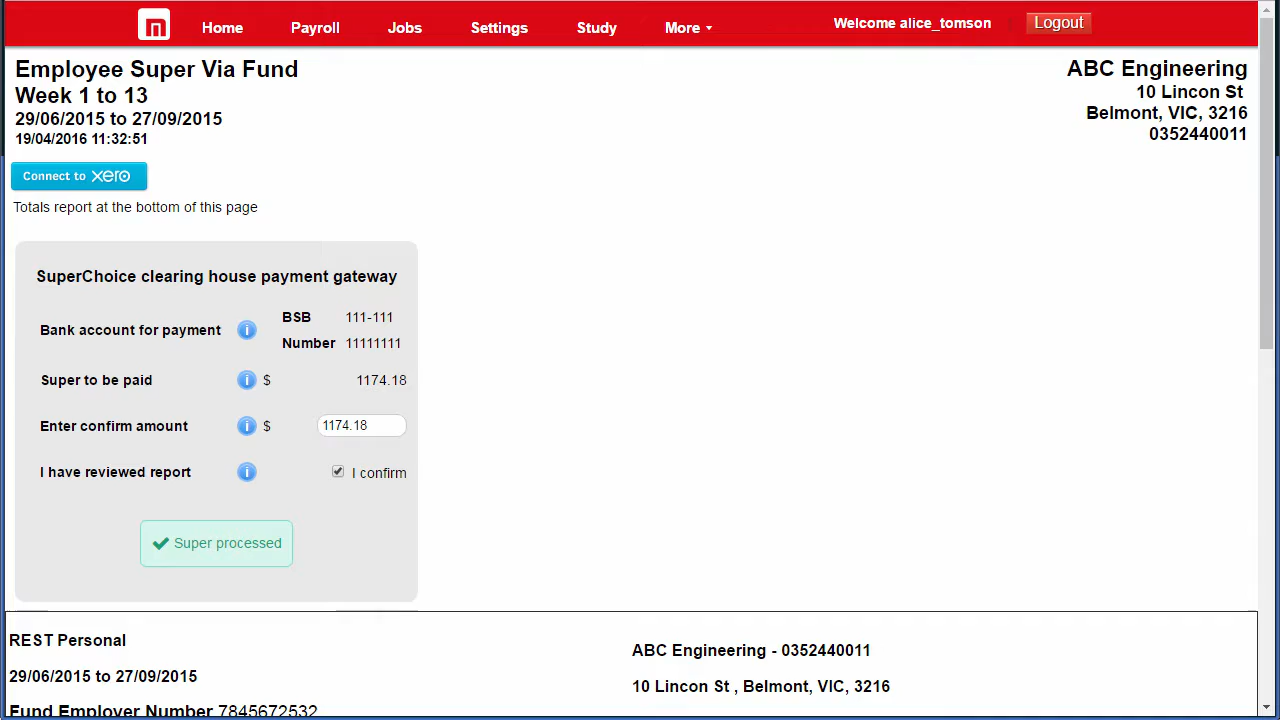 m Home Payroll Jobs Settings Study More Welcome alice_tomson Logout
Employee Super Via Fund
Week 1 to 13
29/06/2015 to 27/09/2015
19/04/2016 11:32:51
ABC Engineering
10 Lincon St
Belmont, VIC, 3216
0352440011
Connect to xero
Totals report at the bottom of this page
SuperChoice clearing house payment gateway
Bank account for payment i BSB 111-111
Number 11111111
Super to be paid i $ 1174.18
Enter confirm amount i $ 1174.18
I have reviewed report i I confirm
Super processed
REST Personal
29/06/2015 to 27/09/2015
Fund Employer Number 7845672532
ABC Engineering - 0352440011
10 Lincon St , Belmont, VIC, 3216